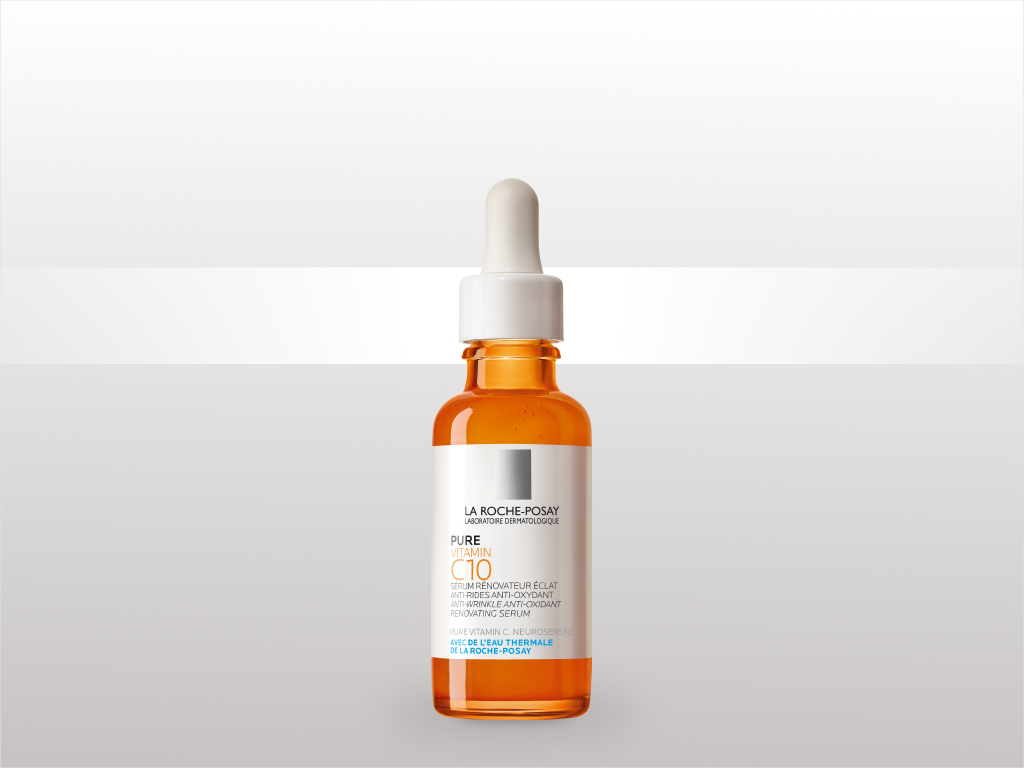 LA ROCHE-POSAY
LABORATOIRE DERMATOLOGIQUE
PURE
VITAMIN
C10
SÉRUM RÉNOVATEUR ÉCLAT
ANTI-RIDES ANTI-OXYDANT
ANTI-WRINKLE ANTI-OXIDANT
RENOVATING SERUM
PURE VITAMIN C. NEUROSENSINE
AVEC DE L'EAU THERMALE
DE LA ROCHE-POSAY